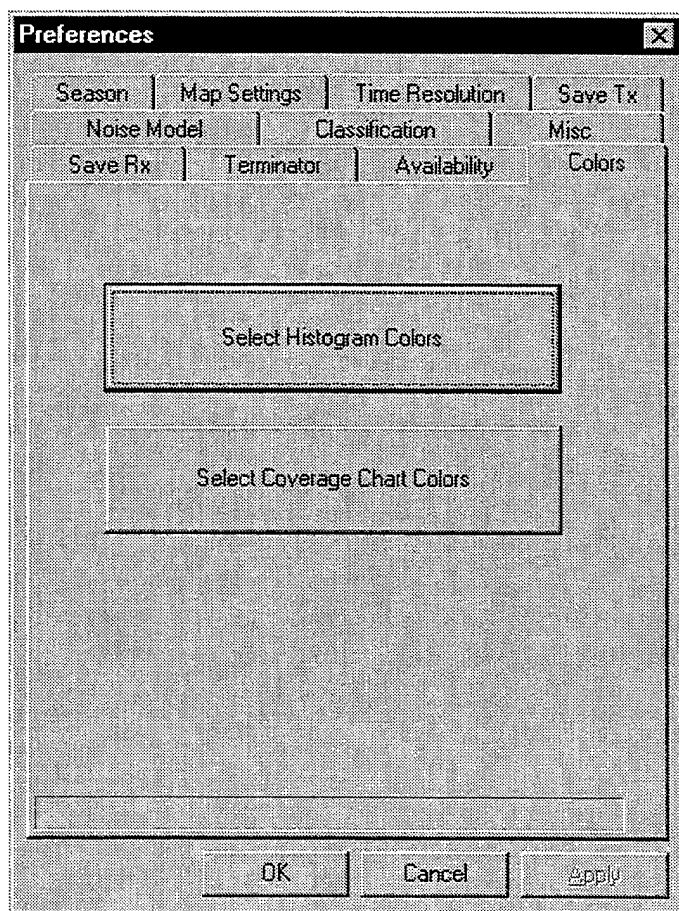 Preferences
Season Map Settings Time Resolution Save Tx
Noise Model Classification Misc
Save Rx Terminator Availability Colors
Select Histogram Colors
Select Coverage Chart Colors
OK Cancel Apply